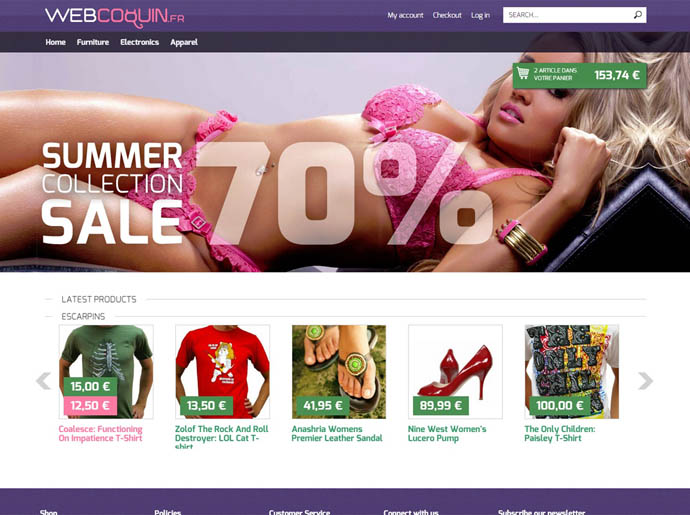 WEBCOQUIN.FR
My account Checkout Log in SEARCH...
Home Furniture Electronics Apparel
2 ARTICLE DANS
VOTRE PANIER
153,74 €
SUMMER
COLLECTION
SALE
70%
LATEST PRODUCTS
ESCARPINS
15,00 €
12,50 €
13,50 €
41,95 €
89,99 €
100,00 €
Coalesce: Functioning
On Impatience T-Shirt
Zolof The Rock And Roll
Destroyer: LOL Cat T-
shirt
Anashria Womens
Premier Leather Sandal
Nine West Women's
Lucero Pump
The Only Children:
Paisley T-Shirt
Shop Policies Customer Service Connect with us Subscribe our newsletter